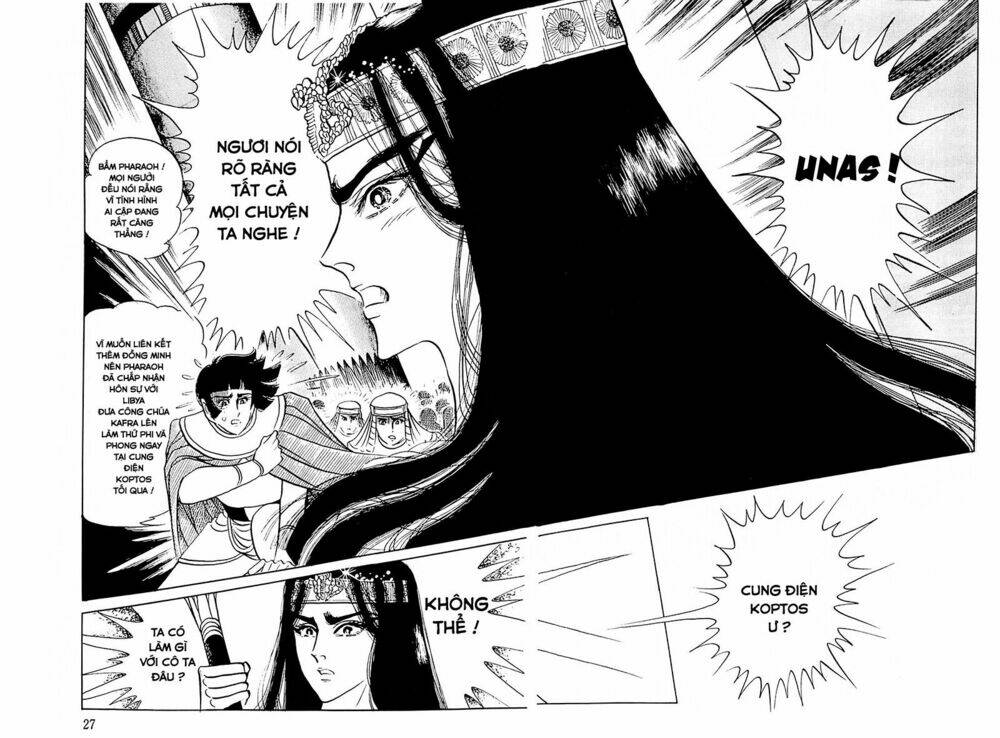 UNAS !
NGƯƠI NÓI
RÕ RÀNG
TẤT CẢ
MỌI CHUYỆN
TA NGHE !
BẨM PHARAOH !
MỌI NGƯỜI
ĐỀU NÓI RẰNG
VÌ TÌNH HÌNH
AI CẬP ĐANG
RẤT CĂNG
THẲNG !
VÌ MUỐN LIÊN KẾT
THÊM ĐỒNG MINH
NÊN PHARAOH
ĐÃ CHẤP NHẬN
HÔN SỰ VỚI
LIBYA
ĐƯA CÔNG CHÚA
KAFRA LÊN
LÀM THỨ PHI VÀ
PHONG NGAY
TẠI CUNG
ĐIỆN
KOPTOS
TỐI QUA !
CUNG ĐIỆN
KOPTOS
Ư ?
KHÔNG
THỂ !
TA CÓ
LÀM GÌ
VỚI CÔ TA
ĐÂU ?
27